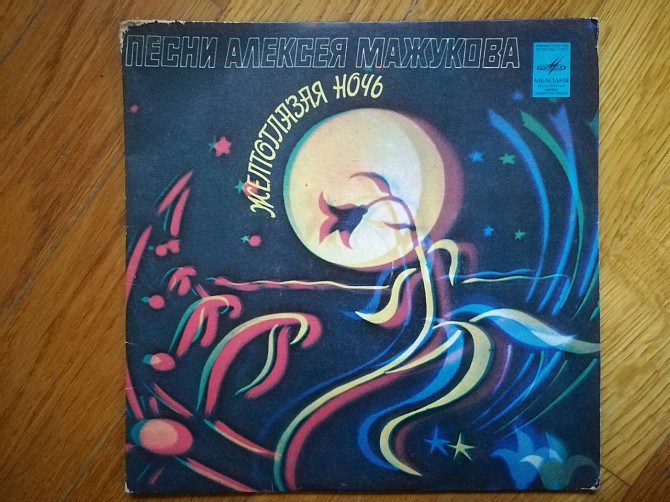 ПЕСНИ АЛЕКСЕЯ МАЖУКОВА
ЖЕЛТОГЛАЗАЯ НОЧЬ
МЕЛОДИЯ